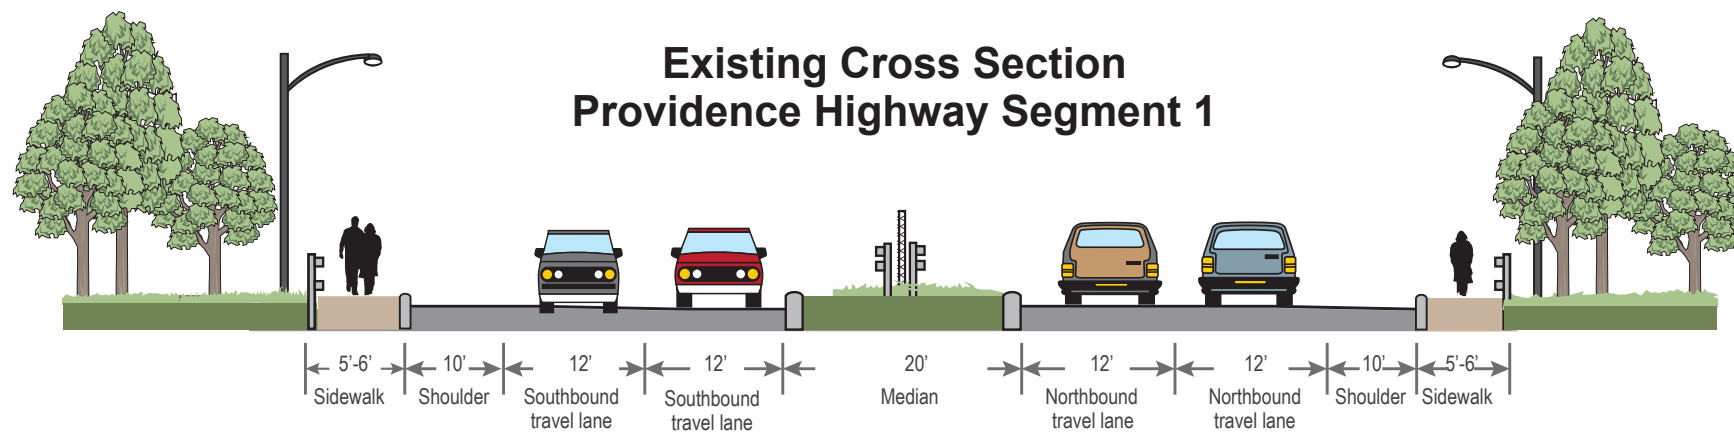 Existing Cross Section
Providence Highway Segment 1
5’-6’ 10’ 12’ 12’ 20’ 12’ 12’ 10’ 5’-6’
Sidewalk Shoulder Southbound Southbound Median Northbound Northbound Shoulder Sidewalk
travel lane travel lane travel lane travel lane